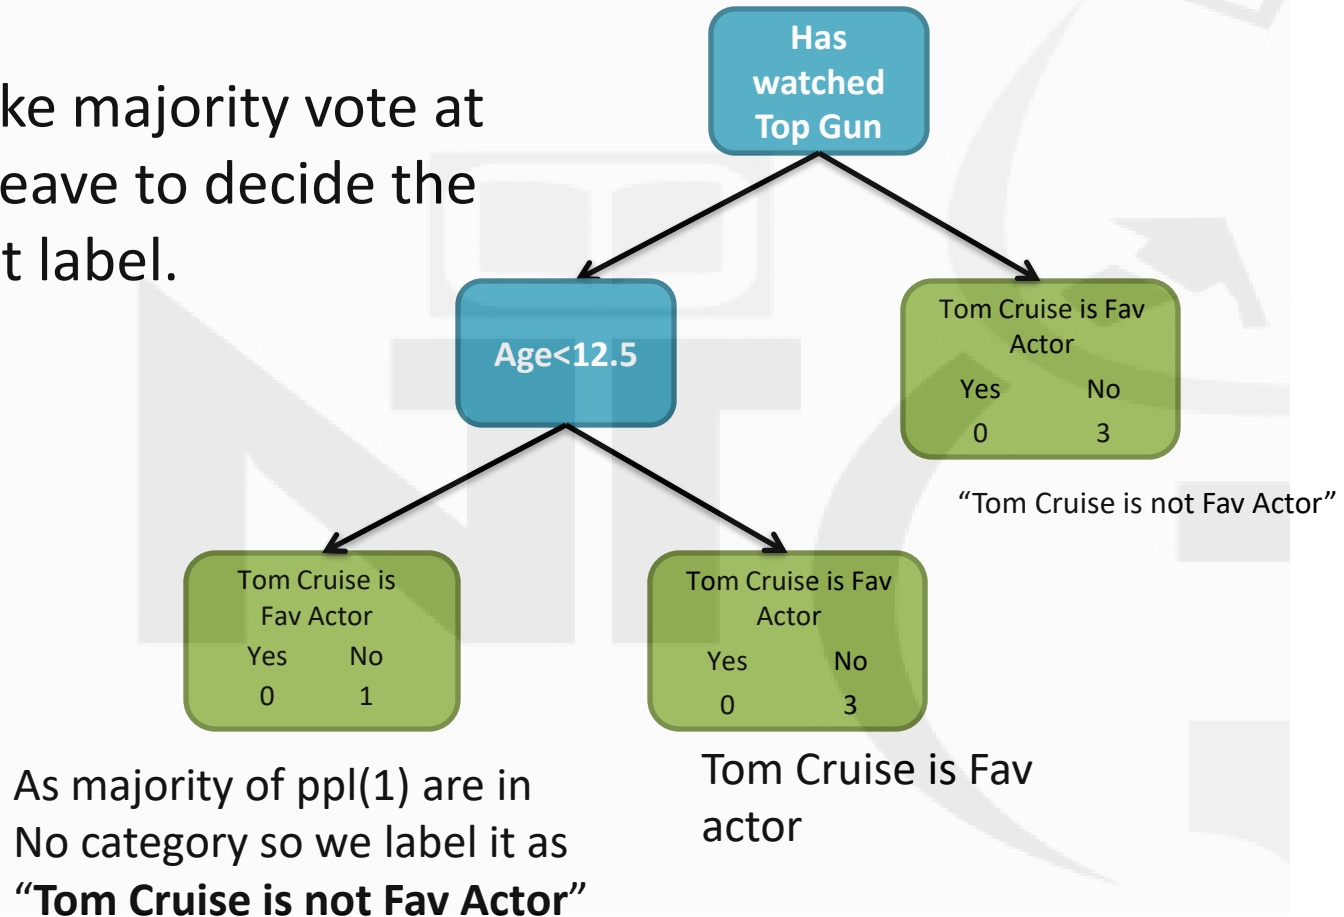 Has
watched
Top Gun
ke majority vote at
eave to decide the
t label.
Age<12.5
Tom Cruise is Fav
Actor
Yes No
0 3
“Tom Cruise is not Fav Actor”
Tom Cruise is
Fav Actor
Yes No
0 1
Tom Cruise is Fav
Actor
Yes No
0 3
As majority of ppl(1) are in
No category so we label it as
“Tom Cruise is not Fav Actor”
Tom Cruise is Fav
actor